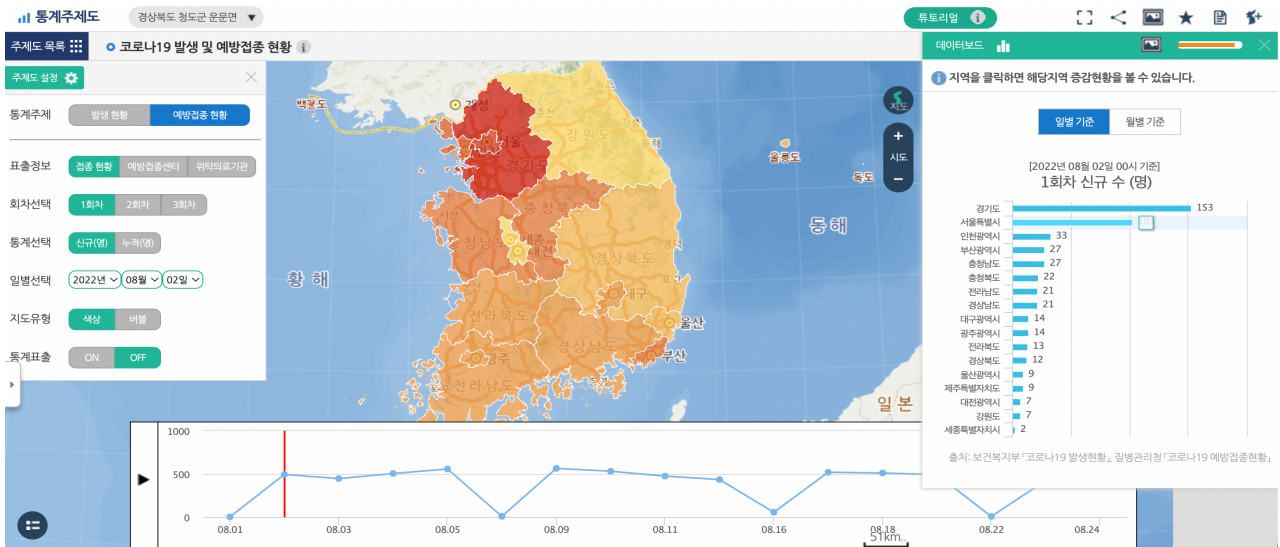 통계주제도
경상북도 청도군 운문면
튜토리얼
주제도 목록
코로나19 발생 및 예방접종 현황
데이터보드
주제도 설정
지역을 클릭하면 해당지역 증감현황을 볼 수 있습니다.
통계주제
발생 현황
예방접종 현황
일별 기준
월별 기준
표출정보
접종 현황
예방접종센터
위탁의료기관
회차선택
1회차
2회차
3회차
통계선택
신규(명)
누적(명)
일별선택
2022년
08월
02일
지도유형
색상
버블
통계표출
ON
OFF
백령도
개성
서울
경기도
강원도
동해
울릉도
독도
서산
충청북도
충청남도
세종
대전
영덕
경상북도
대구
전라북도
울산
경상남도
광주
부산
전라남도
황 해
동 해
일 본
지도
+
시도
−
[2022년 08월 02일 00시 기준]
1회차 신규 수 (명)
경기도 153
서울특별시
인천광역시 33
부산광역시 27
충청남도 27
충청북도 22
전라남도 21
경상남도 21
대구광역시 14
광주광역시 14
전라북도 13
경상북도 12
울산광역시 9
제주특별자치도 9
대전광역시 7
강원도 7
세종특별자치시 2
출처: 보건복지부「코로나19 발생현황」, 질병관리청「코로나19 예방접종현황」
1000
500
0
08.01
08.03
08.05
08.09
08.11
08.16
08.18
08.22
08.24
51km